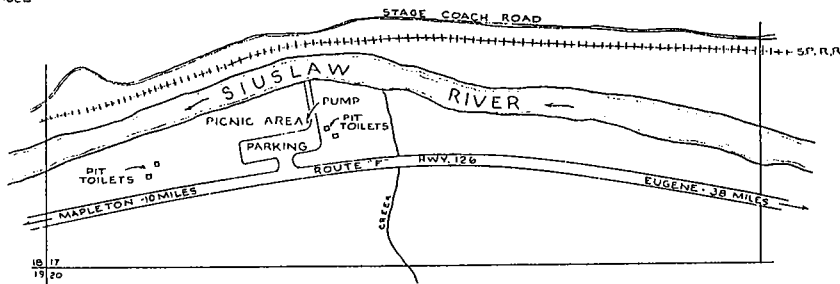 STAGE COACH ROAD
S.P. R.R.
SIUSLAW RIVER
PUMP
PICNIC AREA
PIT
TOILETS
PARKING
PIT
TOILETS
ROUTE "F" HWY. 126
MAPLETON - 10 MILES
EUGENE - 38 MILES
CREEK
18 17
19 20